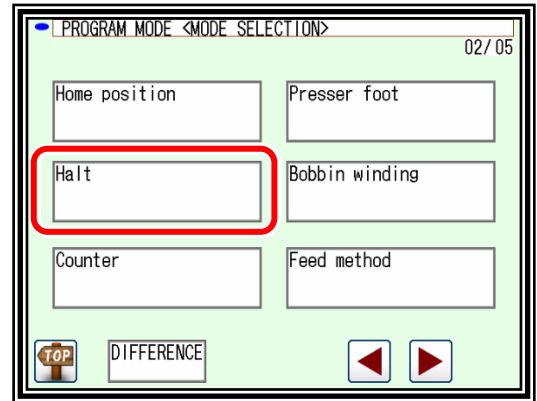 PROGRAM MODE <MODE SELECTION>
02/05
Home position
Presser foot
Halt
Bobbin winding
Counter
Feed method
TOP
DIFFERENCE